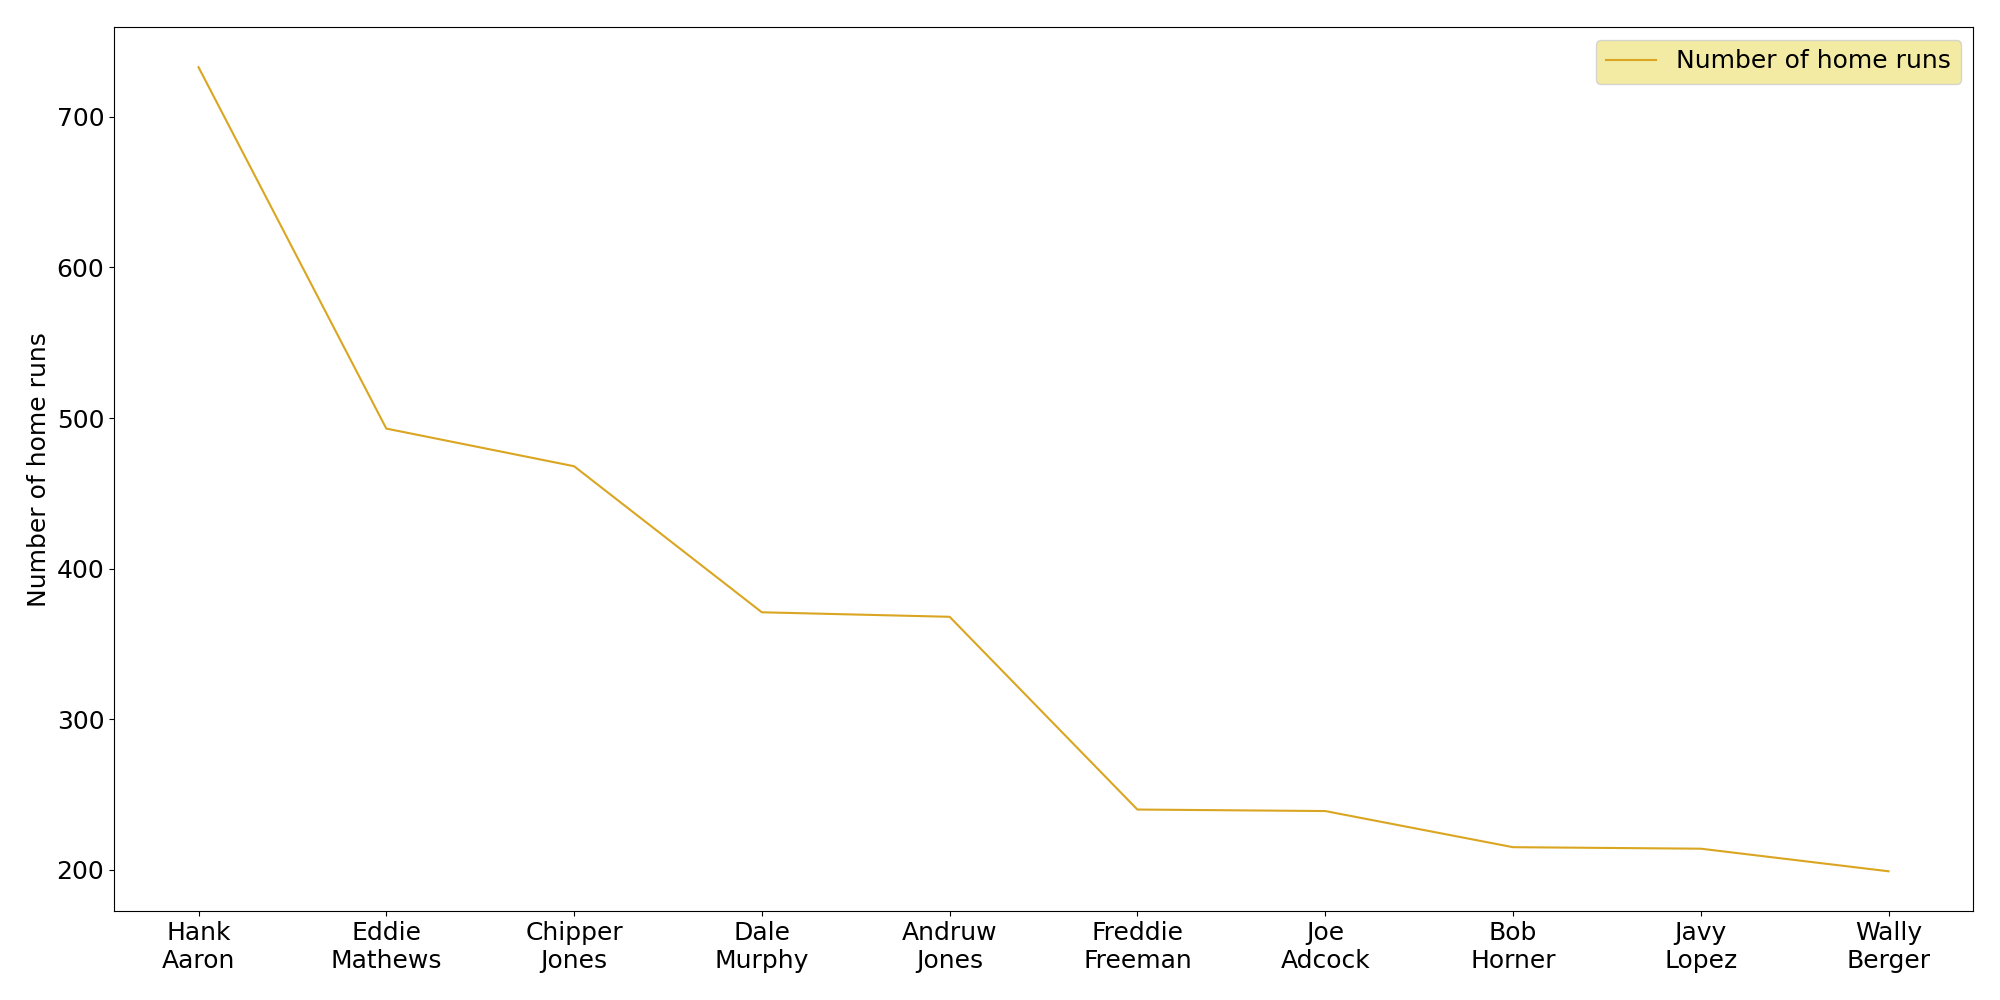 Number of home runs
700
600
500
400
300
200
Number of home runs
Hank
Aaron
Eddie
Mathews
Chipper
Jones
Dale
Murphy
Andruw
Jones
Freddie
Freeman
Joe
Adcock
Bob
Horner
Javy
Lopez
Wally
Berger